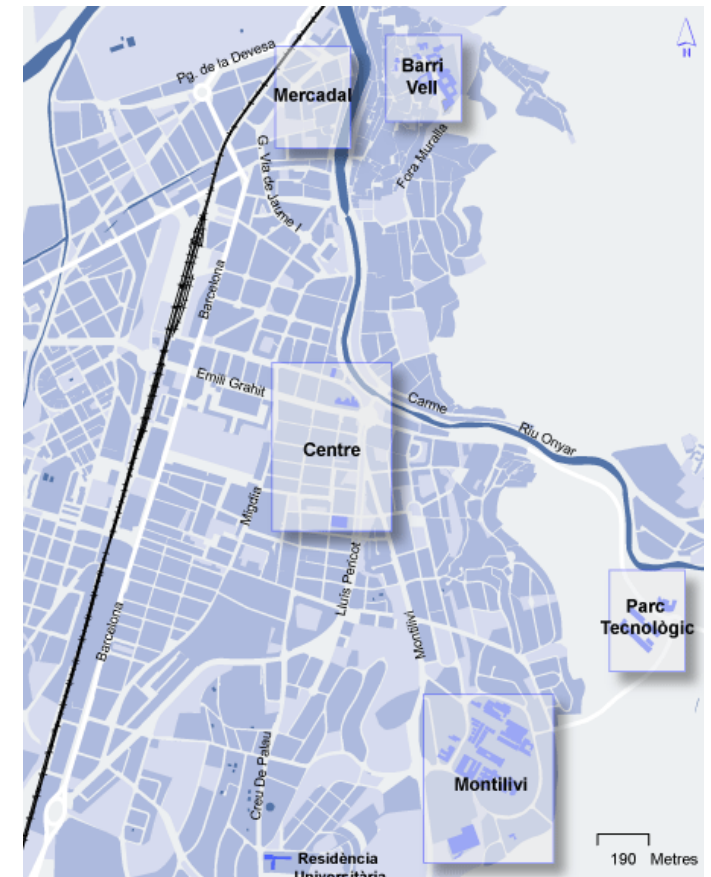 N
Pg. de la Devesa
Mercadal
Barri
Vell
Fora Muralla
G. Via de Jaume I
Barcelona
Emili Grahit
Carme
Riu Onyar
Centre
Migdia
Lluís Pericot
Montilivi
Barcelona
Parc
Tecnològic
Creu De Palau
Montilivi
Residència
Universitària
190 Metres